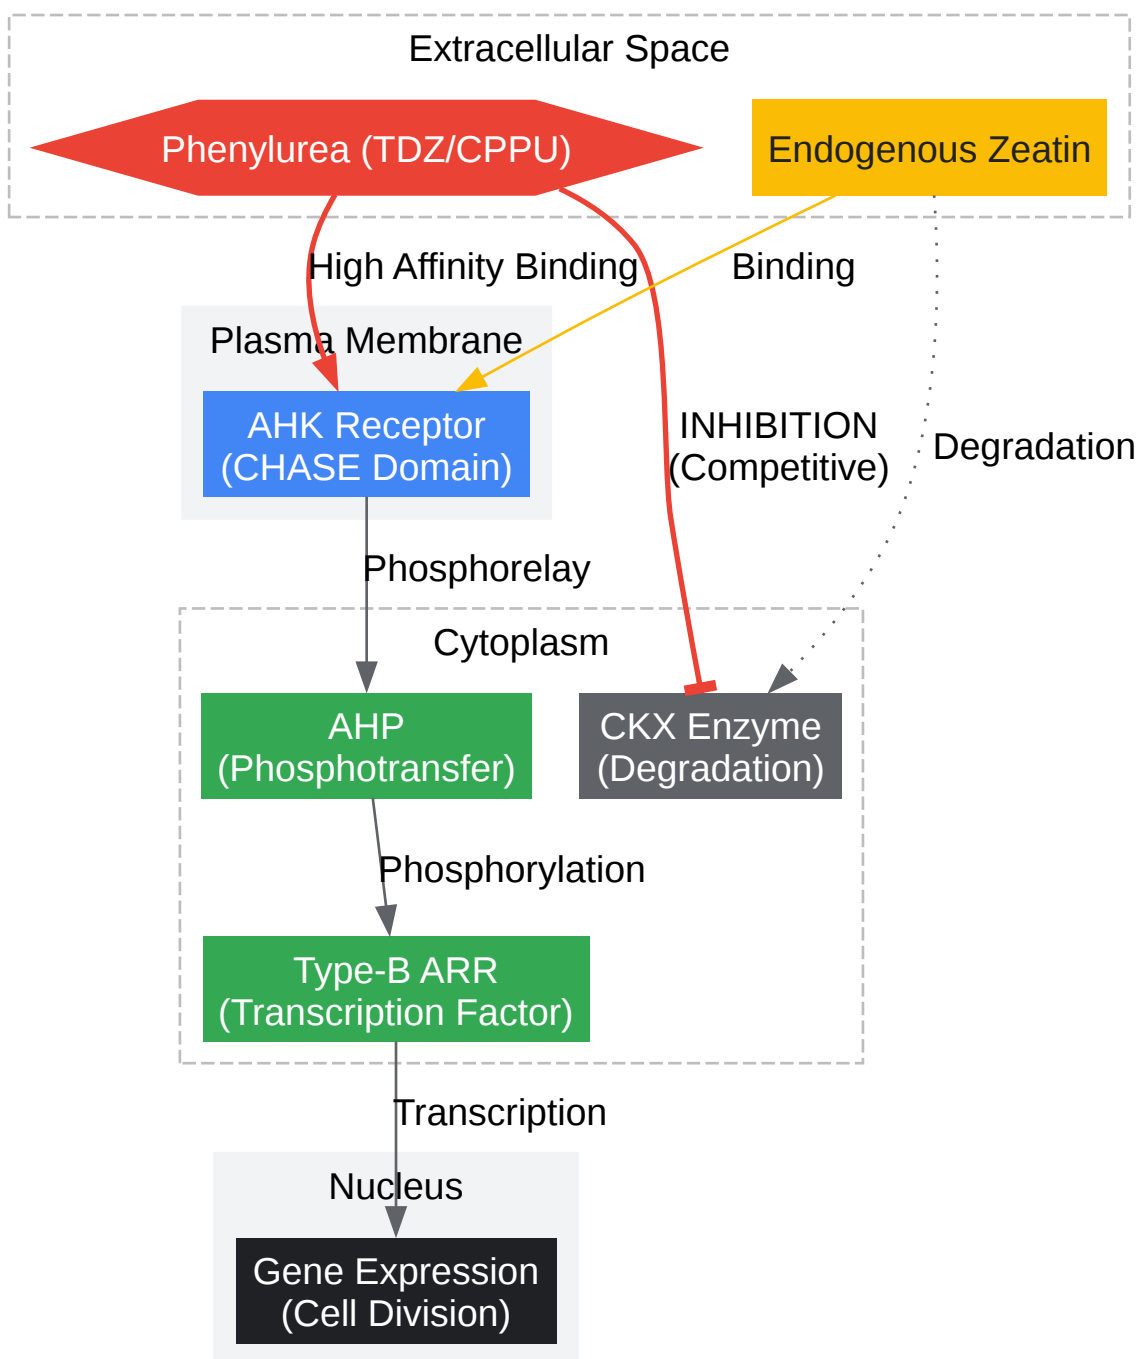 Extracellular Space
Phenylurea (TDZ/CPPU)
Endogenous Zeatin
High Affinity Binding
Binding
Plasma Membrane
AHK Receptor
(CHASE Domain)
INHIBITION
(Competitive)
Degradation
Phosphorelay
Cytoplasm
AHP
(Phosphotransfer)
CKX Enzyme
(Degradation)
Phosphorylation
Type-B ARR
(Transcription Factor)
Transcription
Nucleus
Gene Expression
(Cell Division)